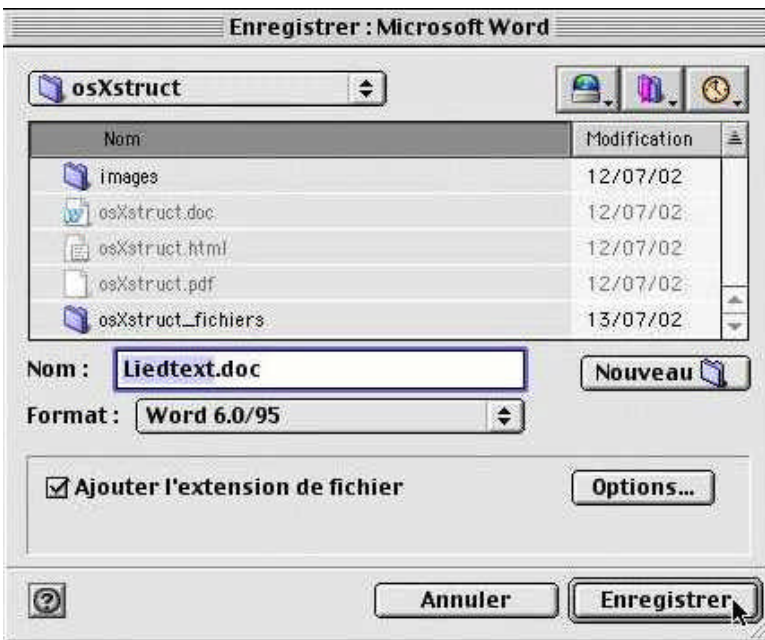 Enregistrer : Microsoft Word
osXstruct
Nom Modification
images 12/07/02
osXstruct.doc 12/07/02
osXstruct.html 12/07/02
osXstruct.pdf 12/07/02
osXstruct_fichiers 13/07/02
Nom : Liedtext.doc
Nouveau
Format : Word 6.0/95
Ajouter l'extension de fichier
Options...
Annuler Enregistrer